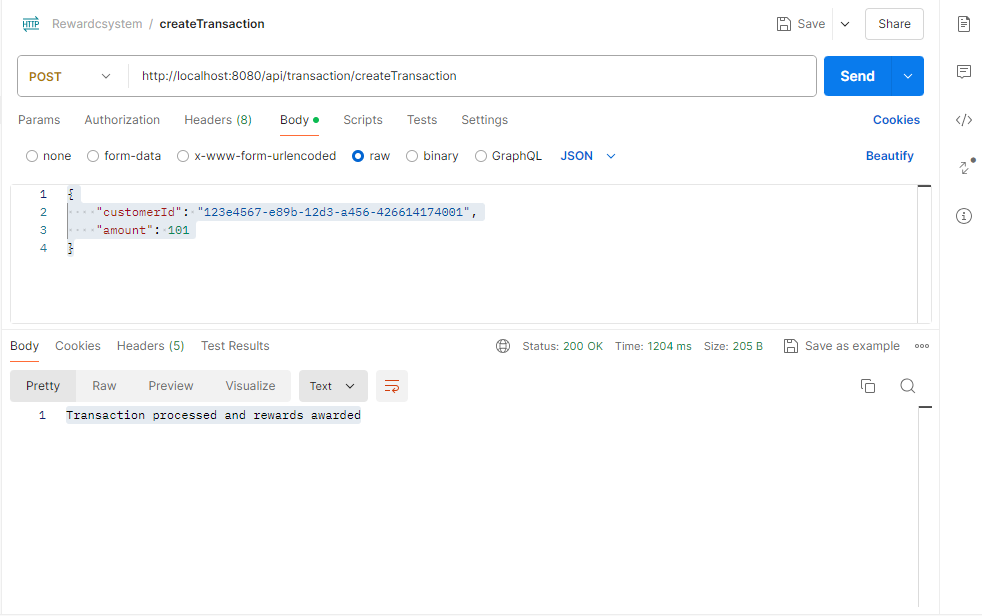 HTTP Rewardcsystem / createTransaction Save Share
POST http://localhost:8080/api/transaction/createTransaction Send
Params Authorization Headers (8) Body Scripts Tests Settings Cookies
none form-data x-www-form-urlencoded raw binary GraphQL JSON Beautify
1 {
2 "customerId": "123e4567-e89b-12d3-a456-426614174001",
3 "amount": 101
4 }
Body Cookies Headers (5) Test Results Status: 200 OK Time: 1204 ms Size: 205 B Save as example
Pretty Raw Preview Visualize Text
1 Transaction processed and rewards awarded